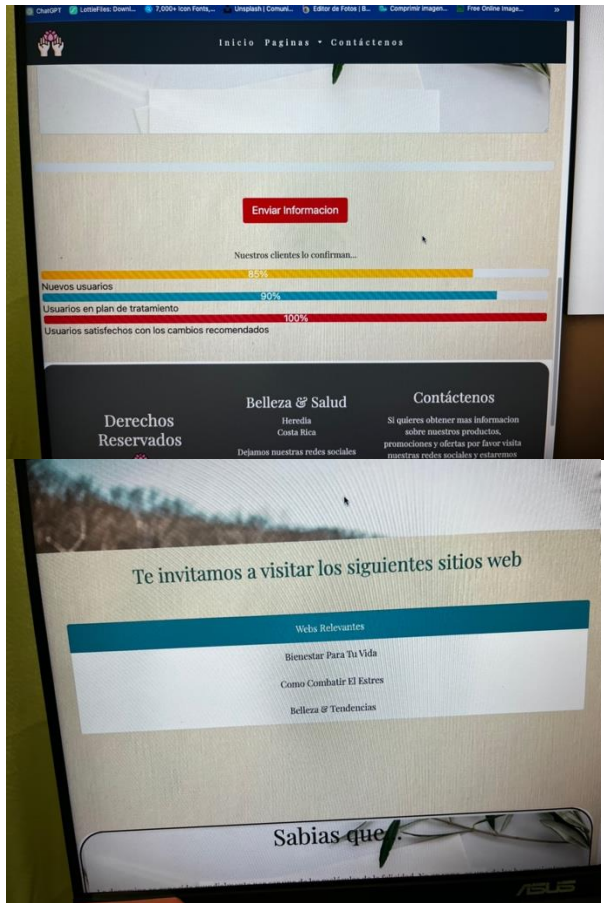 ChatGPT LottieFiles: Downl... 7,000+ Icon Fonts,... Unsplash | Comuni... Editor de Fotos | B... Comprimir imagen... Free Online Image... »
Inicio Paginas Contáctenos
Enviar Informacion
Nuestros clientes lo confirman...
85%
Nuevos usuarios
90%
Usuarios en plan de tratamiento
100%
Usuarios satisfechos con los cambios recomendados
Derechos
Reservados
Belleza & Salud
Heredia
Costa Rica
Dejamos nuestras redes sociales
Contáctenos
Si quieres obtener mas informacion
sobre nuestros productos,
promociones y ofertas por favor visita
nuestras redes sociales y estaremos
Te invitamos a visitar los siguientes sitios web
Webs Relevantes
Bienestar Para Tu Vida
Como Combatir El Estres
Belleza & Tendencias
Sabias que
ASUS